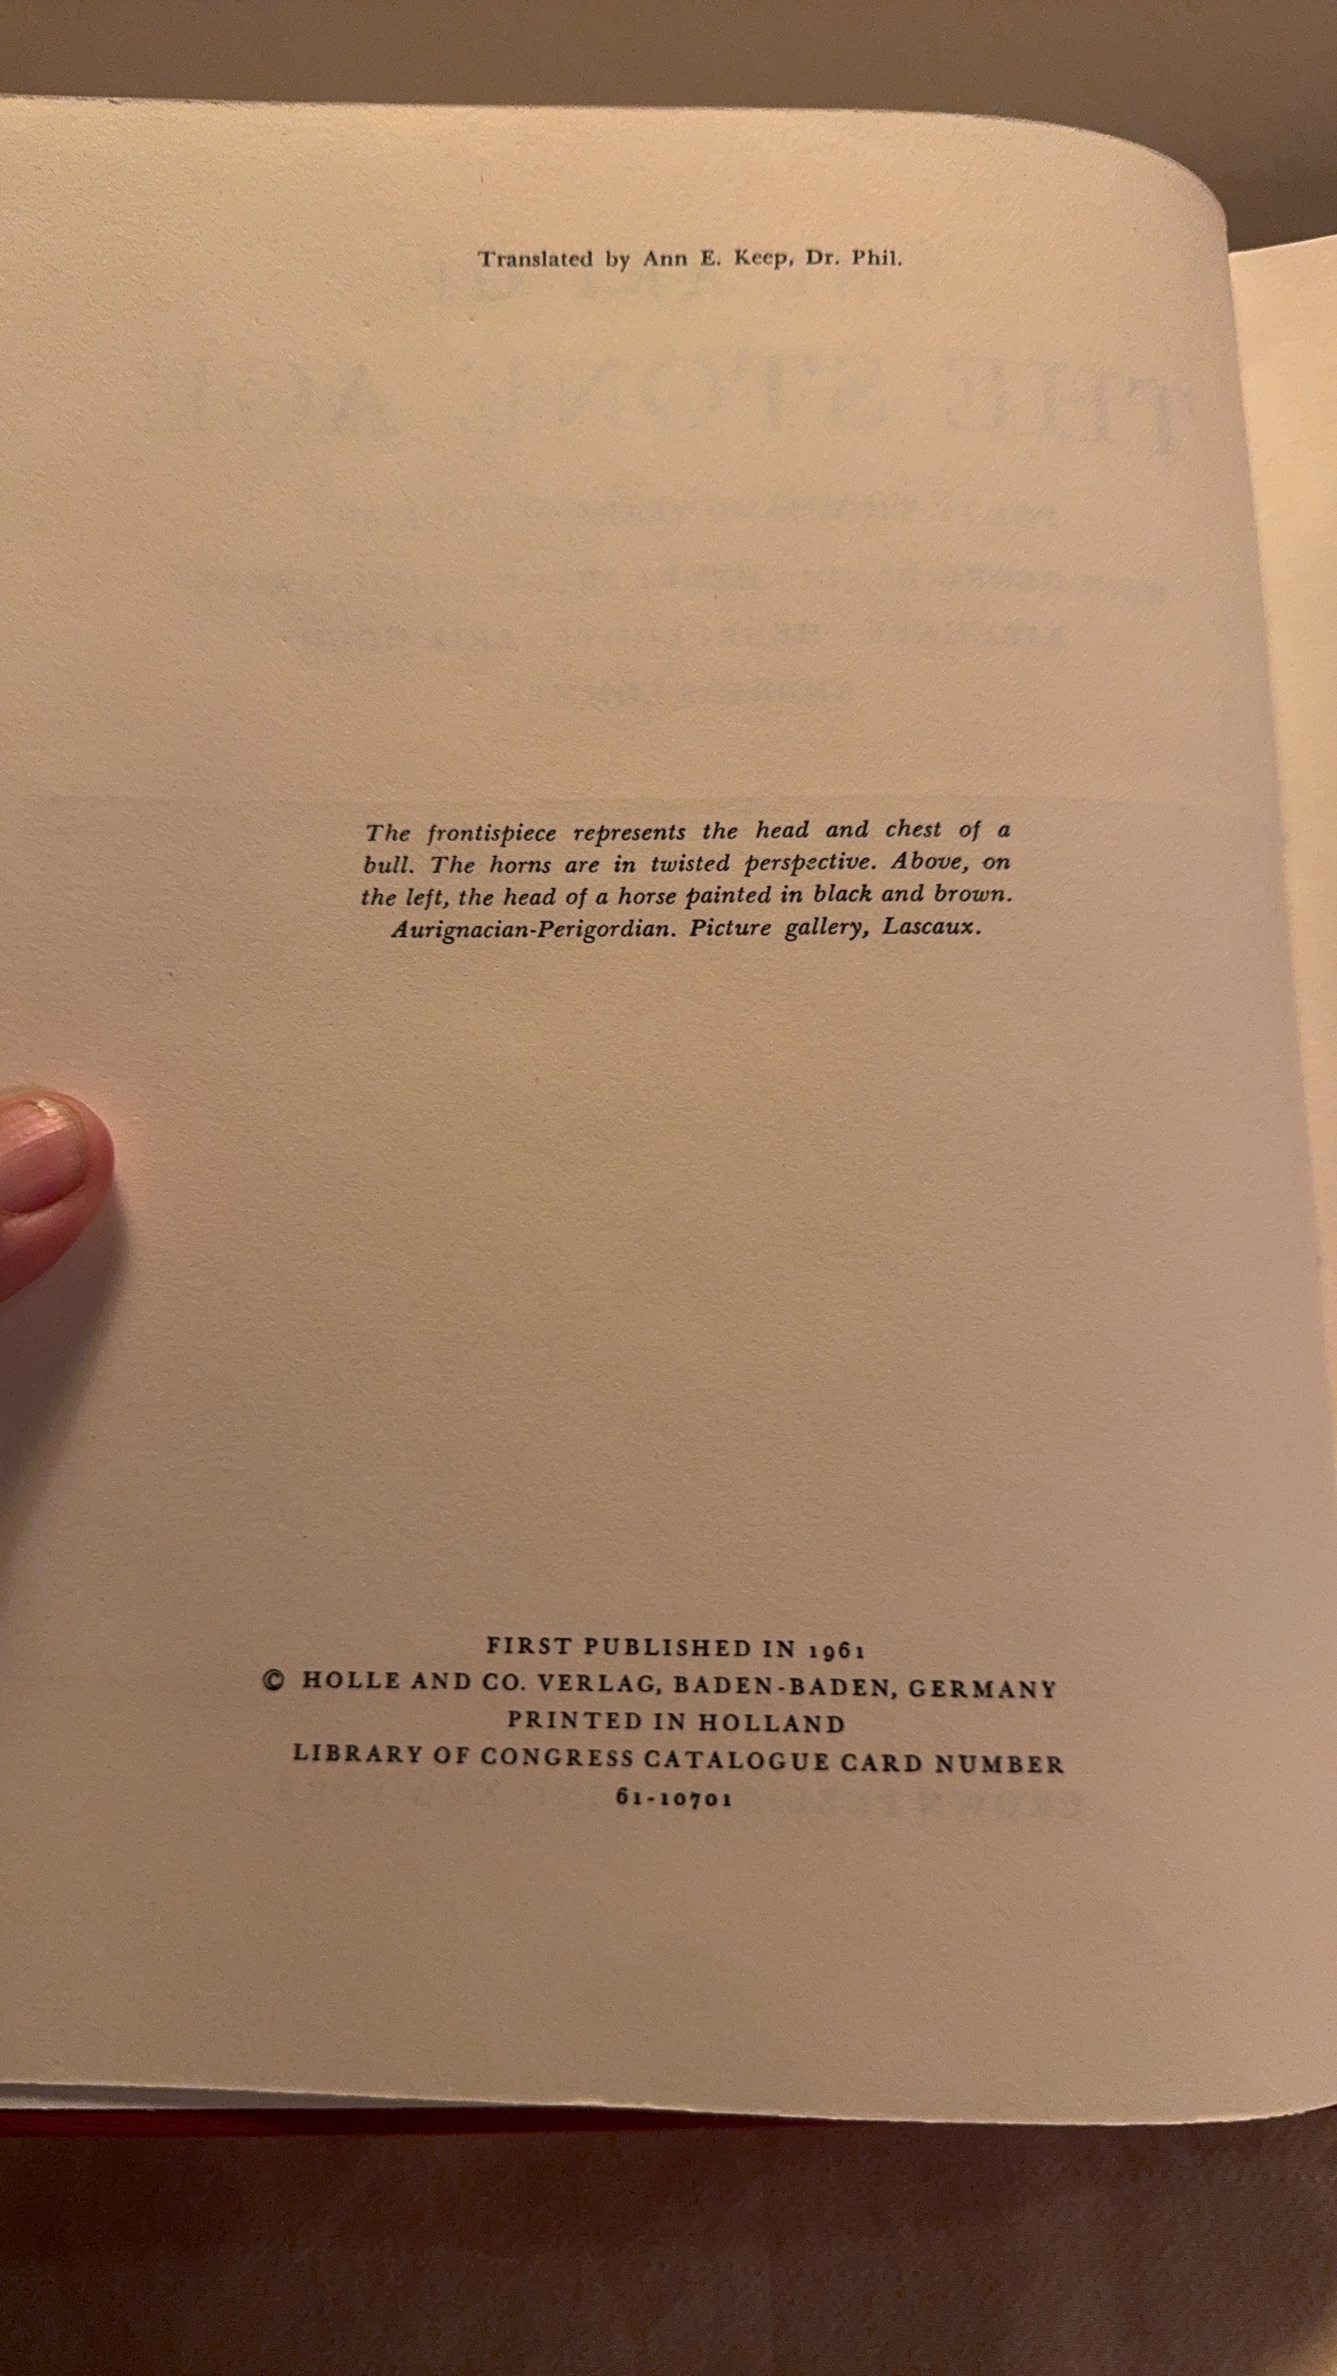 Translated by Ann E. Keep, Dr. Phil.
THE STONE AGE
The frontispiece represents the head and chest of a
bull. The horns are in twisted perspective. Above, on
the left, the head of a horse painted in black and brown.
Aurignacian-Perigordian. Picture gallery, Lascaux.
FIRST PUBLISHED IN 1961
© HOLLE AND CO. VERLAG, BADEN-BADEN, GERMANY
PRINTED IN HOLLAND
LIBRARY OF CONGRESS CATALOGUE CARD NUMBER
61-10701